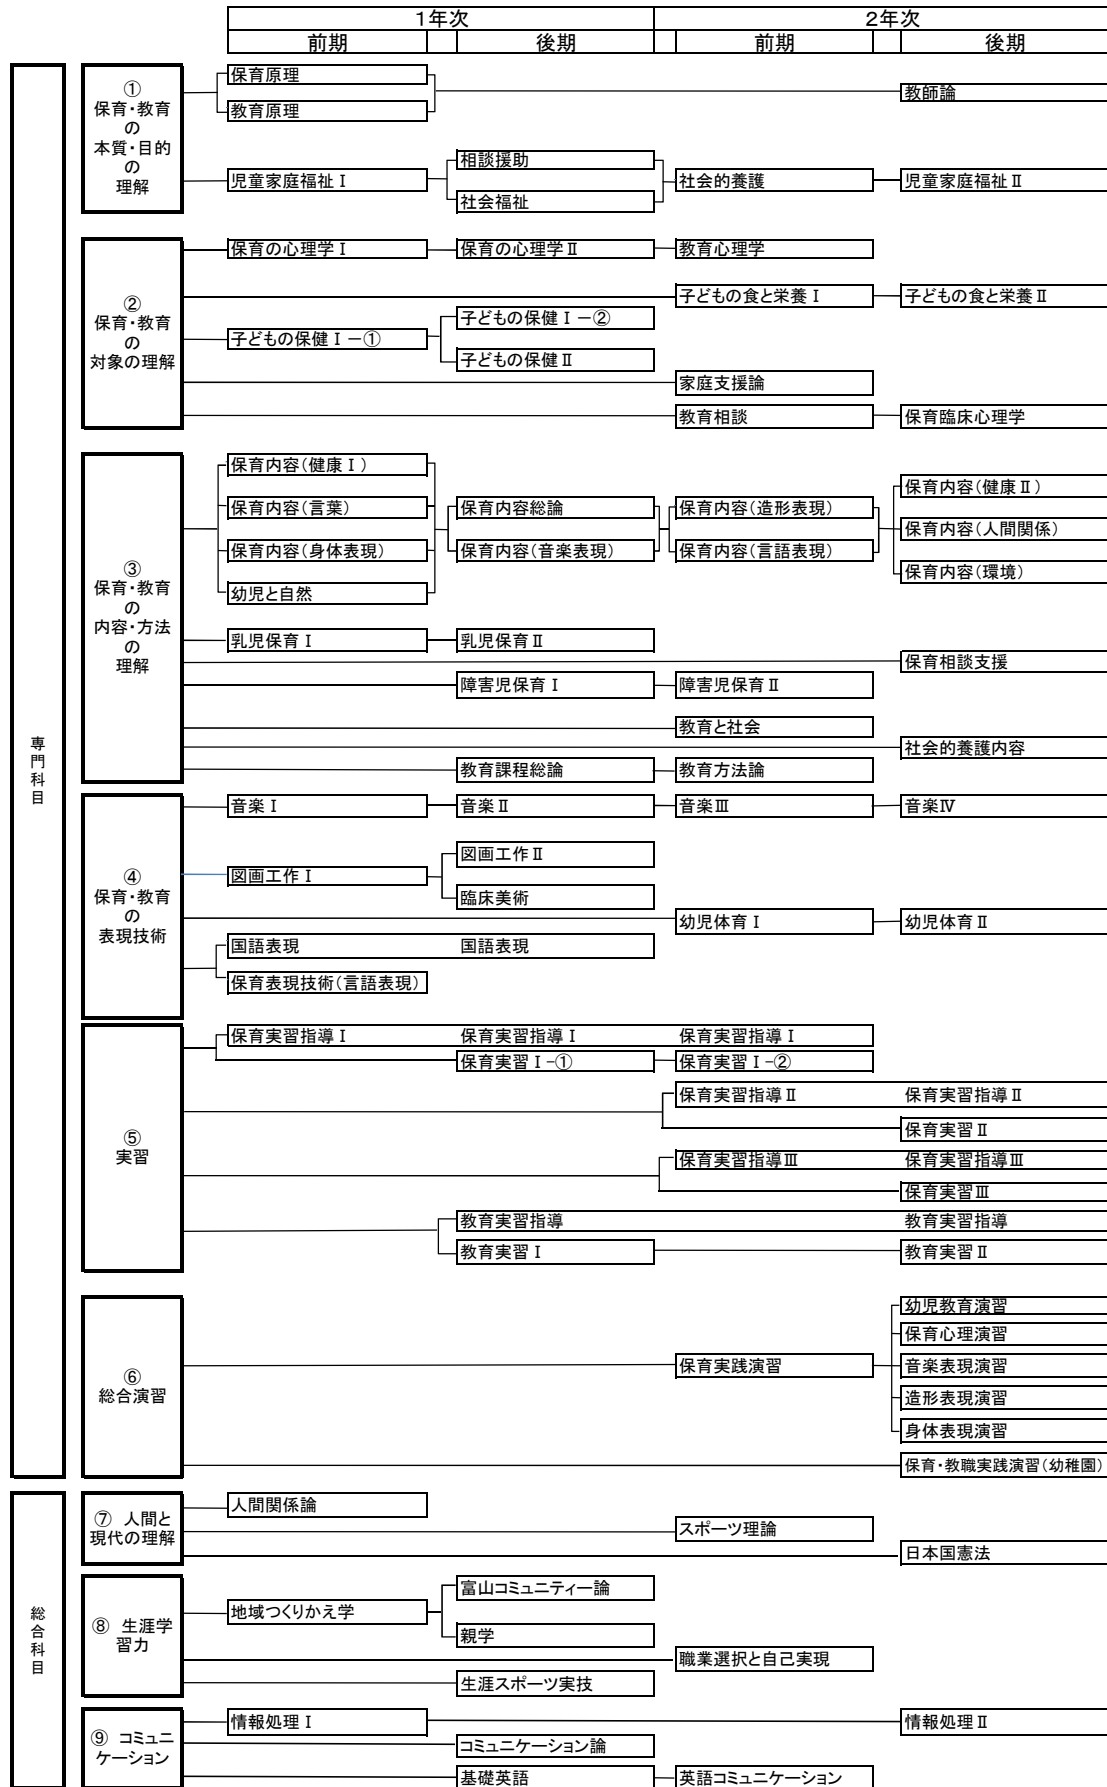 1年次 2年次
前期 後期 前期 後期
専門科目
①
保育・教育
の
本質・目的
の
理解
保育原理
教育原理
教師論
児童家庭福祉Ⅰ
相談援助
社会福祉
社会的養護
児童家庭福祉Ⅱ
②
保育・教育
の
対象の理解
保育の心理学Ⅰ 保育の心理学Ⅱ 教育心理学
子どもの食と栄養Ⅰ 子どもの食と栄養Ⅱ
子どもの保健Ⅰ－①
子どもの保健Ⅰ－②
子どもの保健Ⅱ
家庭支援論
教育相談 保育臨床心理学
③
保育・教育
の
内容・方法
の
理解
保育内容(健康Ⅰ)
保育内容(言葉)
保育内容(身体表現)
幼児と自然
保育内容総論
保育内容(音楽表現)
保育内容(造形表現)
保育内容(言語表現)
保育内容(健康Ⅱ)
保育内容(人間関係)
保育内容(環境)
乳児保育Ⅰ 乳児保育Ⅱ
保育相談支援
障害児保育Ⅰ 障害児保育Ⅱ
教育と社会
社会的養護内容
教育課程総論 教育方法論
④
保育・教育
の
表現技術
音楽Ⅰ 音楽Ⅱ 音楽Ⅲ 音楽Ⅳ
図画工作Ⅰ
図画工作Ⅱ
臨床美術
幼児体育Ⅰ 幼児体育Ⅱ
国語表現 国語表現
保育表現技術(言語表現)
⑤
実習
保育実習指導Ⅰ 保育実習指導Ⅰ 保育実習指導Ⅰ
保育実習Ⅰ-① 保育実習Ⅰ-②
保育実習指導Ⅱ 保育実習指導Ⅱ
保育実習Ⅱ
保育実習指導Ⅲ 保育実習指導Ⅲ
保育実習Ⅲ
教育実習指導 教育実習指導
教育実習Ⅰ 教育実習Ⅱ
⑥
総合演習
保育実践演習
幼児教育演習
保育心理演習
音楽表現演習
造形表現演習
身体表現演習
保育・教職実践演習(幼稚園)
総合科目
⑦ 人間と
現代の理解
人間関係論
スポーツ理論
日本国憲法
⑧ 生涯学
習力
地域つくりかえ学
富山コミュニティー論
親学
職業選択と自己実現
生涯スポーツ実技
⑨ コミュニ
ケーション
情報処理Ⅰ 情報処理Ⅱ
コミュニケーション論
基礎英語 英語コミュニケーション